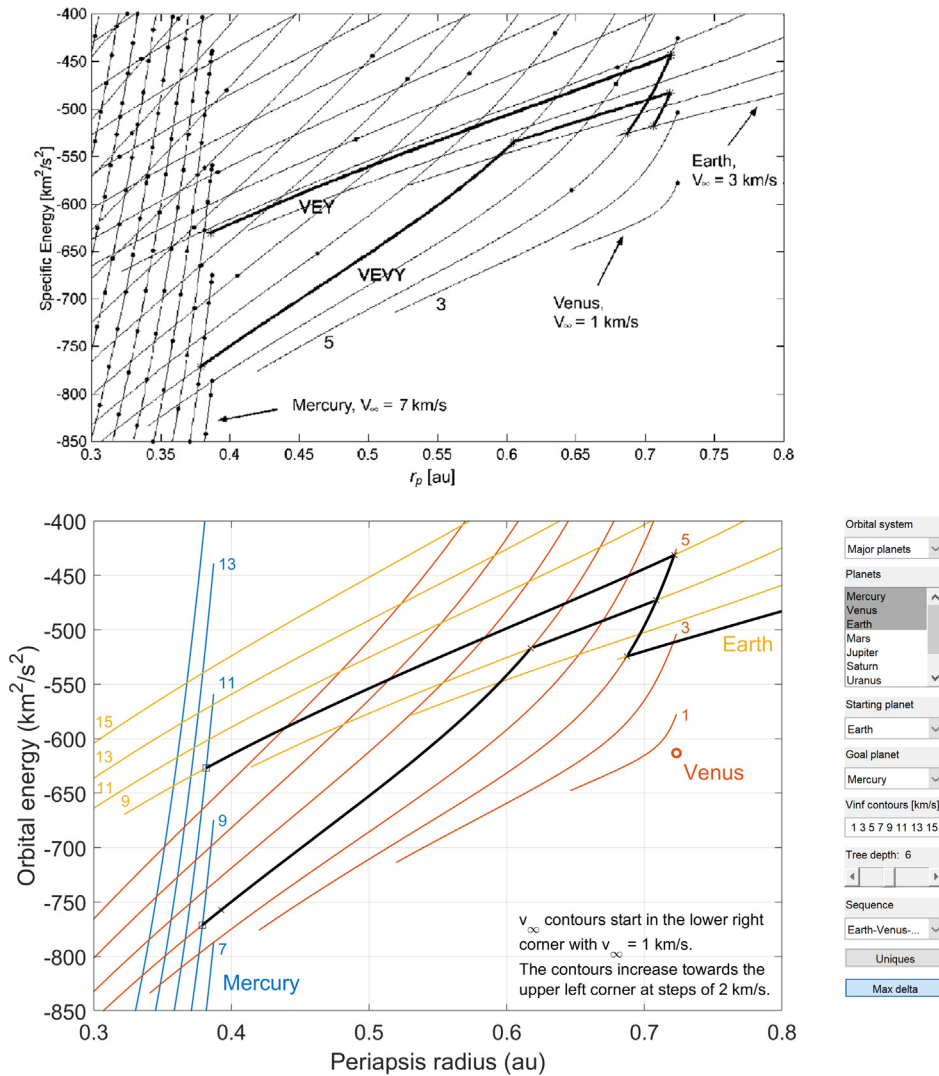 -400
-450
-500
-550
-600
-650
-700
-750
-800
-850
Specific Energy [km²/s²]
0.3
0.35
0.4
0.45
0.5
0.55
0.6
0.65
0.7
0.75
0.8
r_p [au]
VEY
VEVY
3
5
Earth,
V∞ = 3 km/s
Venus,
V∞ = 1 km/s
Mercury, V∞ = 7 km/s
-400
-450
-500
-550
-600
-650
-700
-750
-800
-850
Orbital energy (km²/s²)
0.3
0.4
0.5
0.6
0.7
0.8
Periapsis radius (au)
13
11
9
7
15
13
11
9
5
3
1
Earth
Venus
Mercury
v∞ contours start in the lower right
corner with v∞ = 1 km/s.
The contours increase towards the
upper left corner at steps of 2 km/s.
Orbital system
Major planets
Planets
Mercury
Venus
Earth
Mars
Jupiter
Saturn
Uranus
Starting planet
Earth
Goal planet
Mercury
Vinf contours [km/s]
1 3 5 7 9 11 13 15
Tree depth: 6
Sequence
Earth-Venus-...
Uniques
Max delta